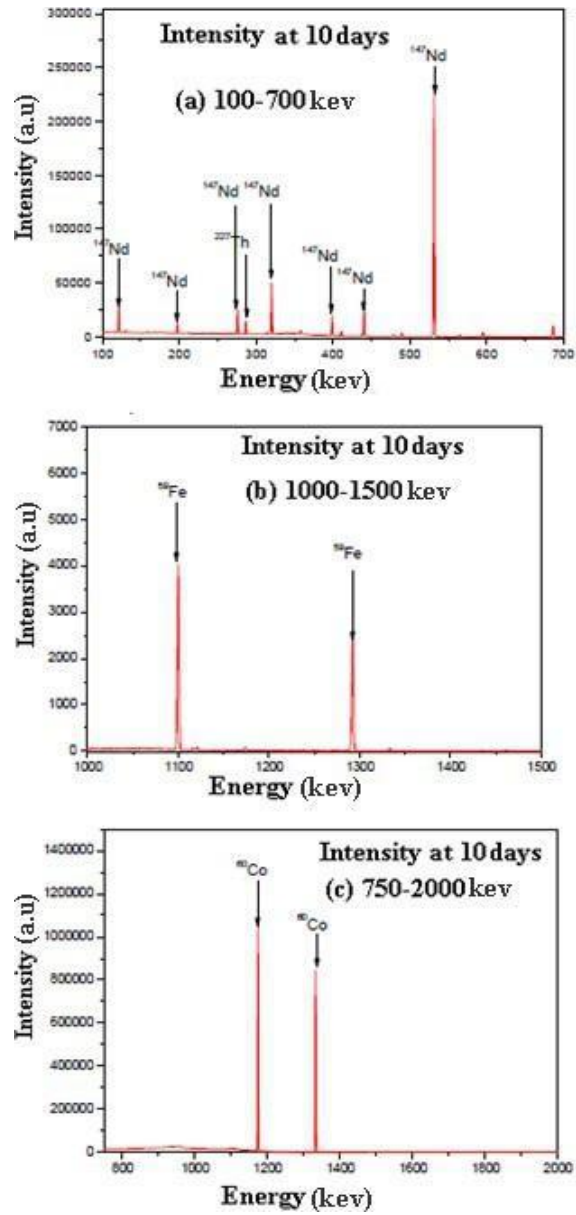 Intensity at 10 days
(a) 100-700 kev
147Nd
147Nd
147Nd
227Th
147Nd
147Nd
147Nd
147Nd
Intensity (a.u)
300000
250000
200000
150000
100000
50000
0
100 200 300 400 500 600 700
Energy (kev)
Intensity at 10 days
(b) 1000-1500 kev
59Fe
59Fe
Intensity (a.u)
7000
6000
5000
4000
3000
2000
1000
0
1000 1100 1200 1300 1400 1500
Energy (kev)
Intensity at 10 days
(c) 750-2000 kev
60Co
60Co
Intensity (a.u)
1400000
1200000
1000000
800000
600000
400000
200000
0
800 1000 1200 1400 1600 1800 2000
Energy (kev)